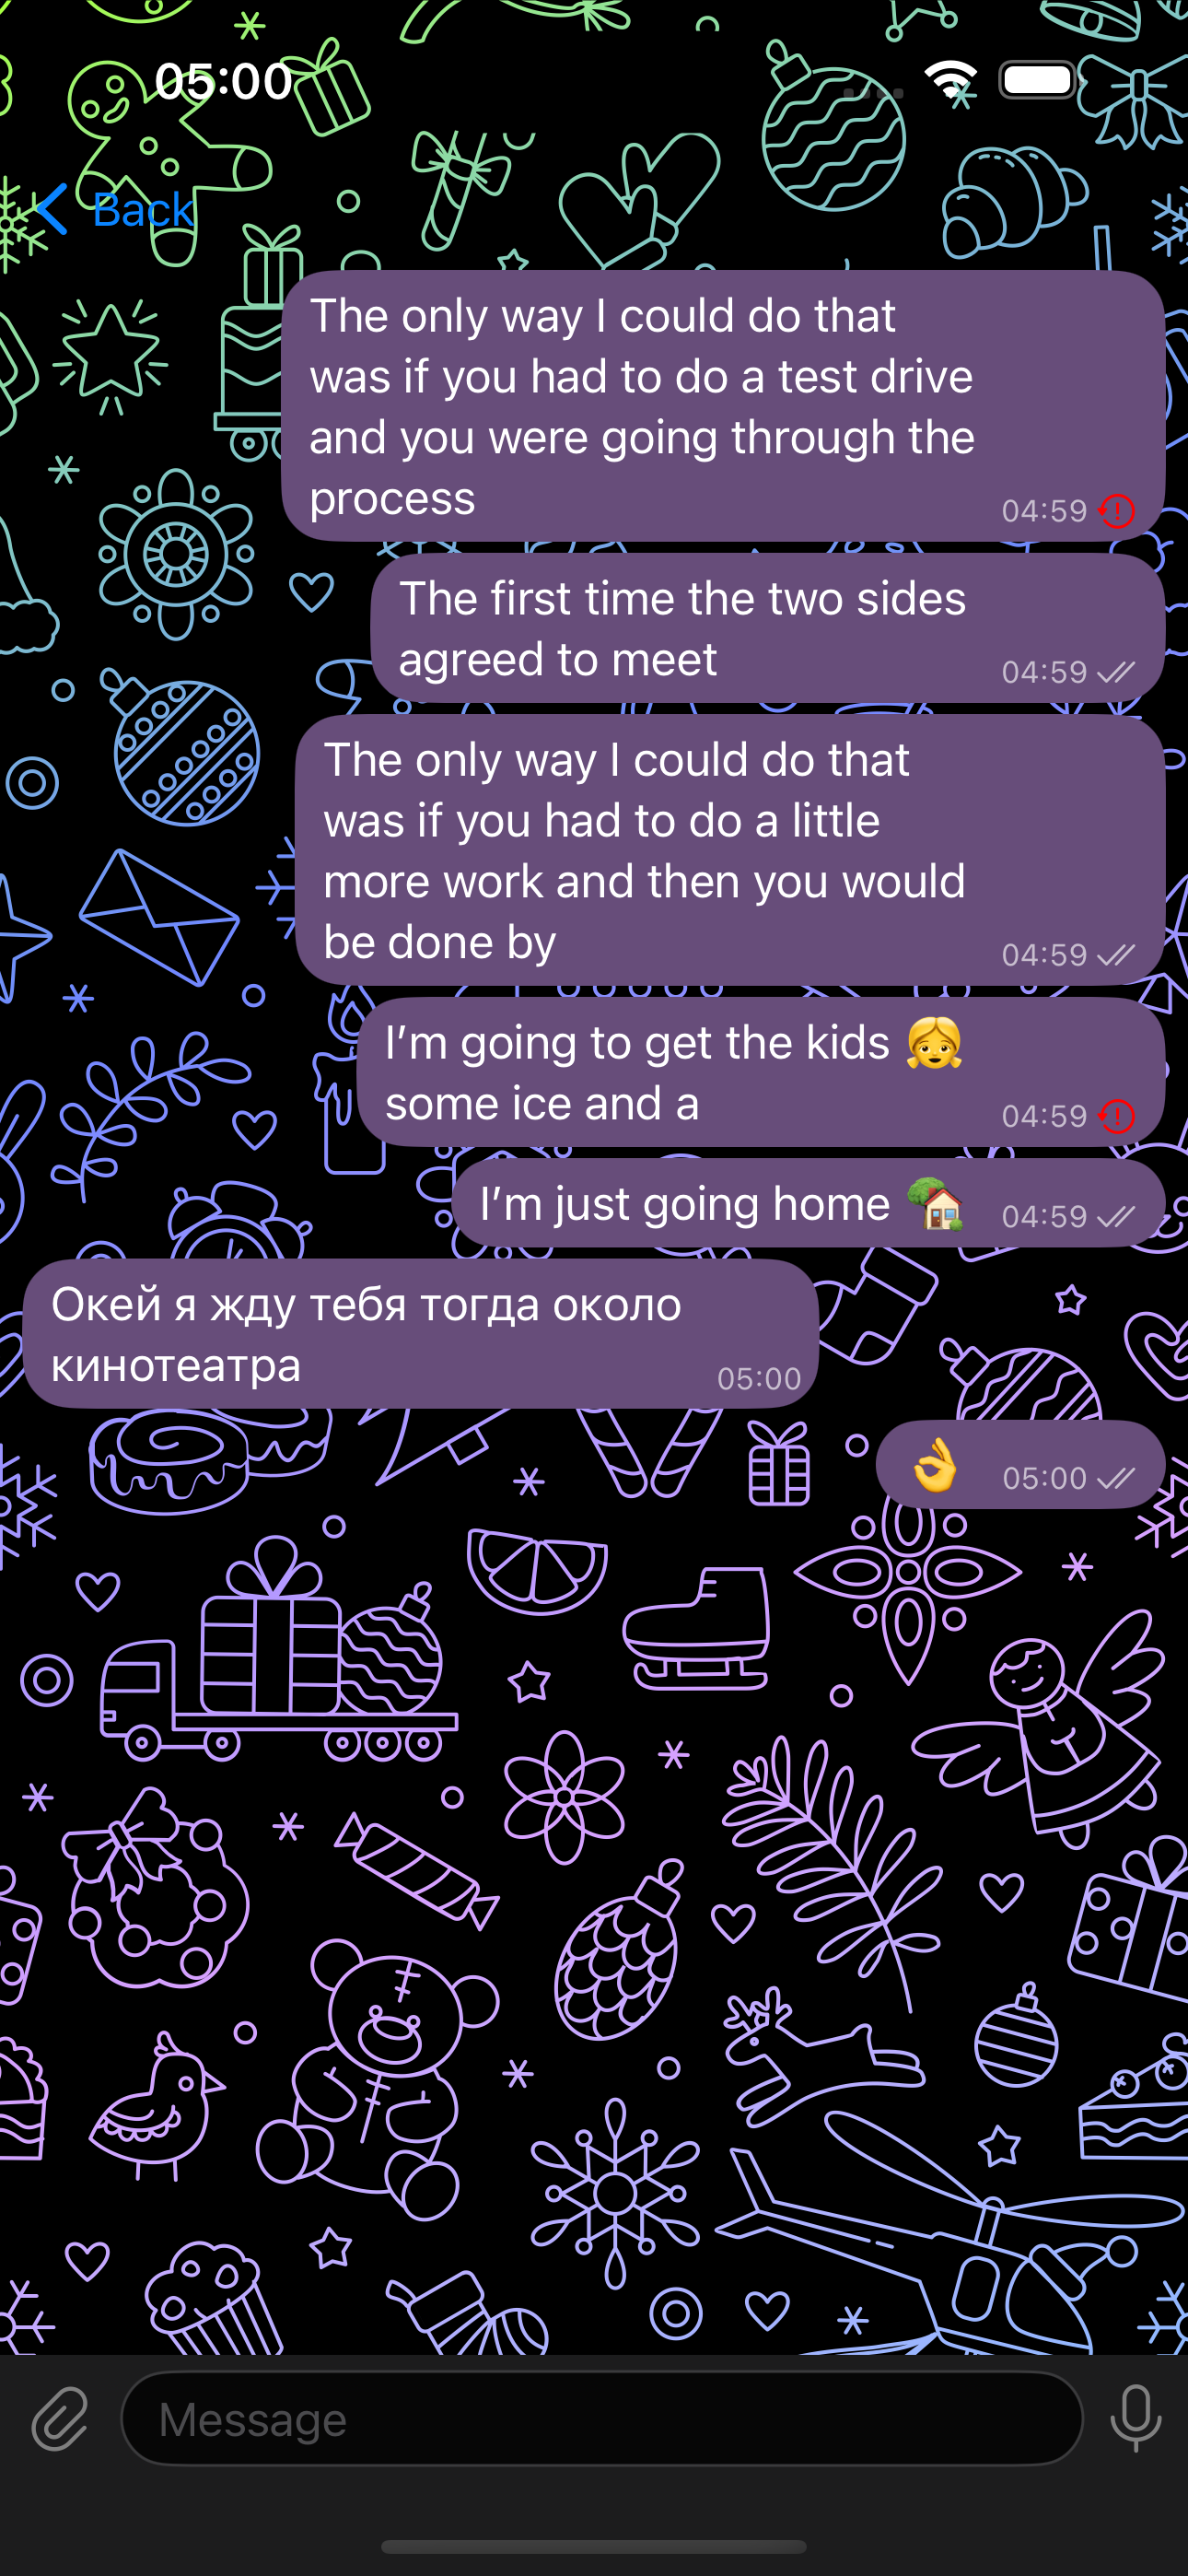 05:00
Back
The only way I could do that
was if you had to do a test drive
and you were going through the
process
04:59
The first time the two sides
agreed to meet
04:59
The only way I could do that
was if you had to do a little
more work and then you would
be done by
04:59
I’m going to get the kids 👧
some ice and a
04:59
I’m just going home 🏡 04:59
Окей я жду тебя тогда около
кинотеатра
05:00
👌 05:00
Message